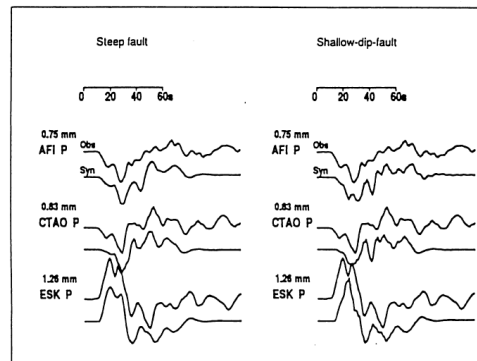 Steep fault
Shallow-dip-fault
0 20 40 60s
0 20 40 60s
0.75 mm
Obs
AFI P
Syn
0.83 mm
CTAO P
1.26 mm
ESK P
0.75 mm
Obs
AFI P
Syn
0.83 mm
CTAO P
1.26 mm
ESK P